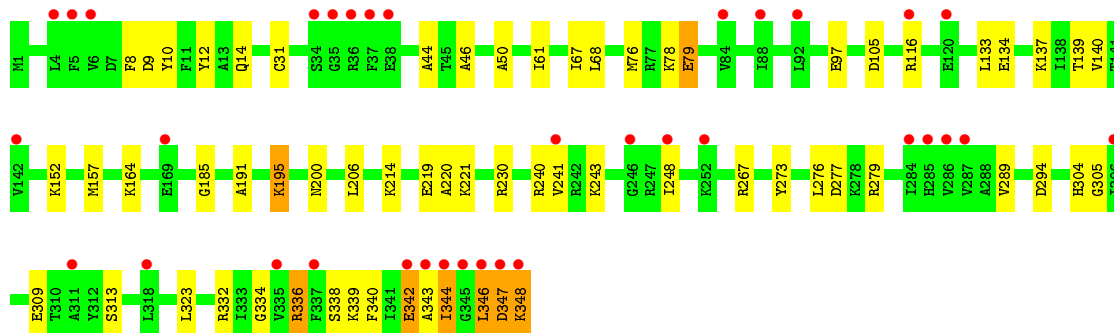 M1 L4 F5 V6 D7 F8 D9 Y10 F11 Y12 A13 Q14 C31 S34 G35 R36 F37 E38 A44 T45 A46 A50 I61 I67 L68 M76 R77 K78 E79 V84 I88 L92 E97 D105 R116 E120 L133 E134 K137 I138 T139 V140 T141
V142 K152 M157 K164 E169 G185 A191 K195 N200 L206 K214 E219 A220 K221 R230 R240 V241 R242 K243 G246 R247 I248 K252 R267 Y273 L276 D277 K278 R279 I284 H285 V286 V287 A288 V289 D294 H304 G305
E309 T310 A311 Y312 S313 L318 L323 R332 I333 G334 V335 R336 F337 S338 K339 F340 I341 E342 A343 I344 G345 L346 D347 K348